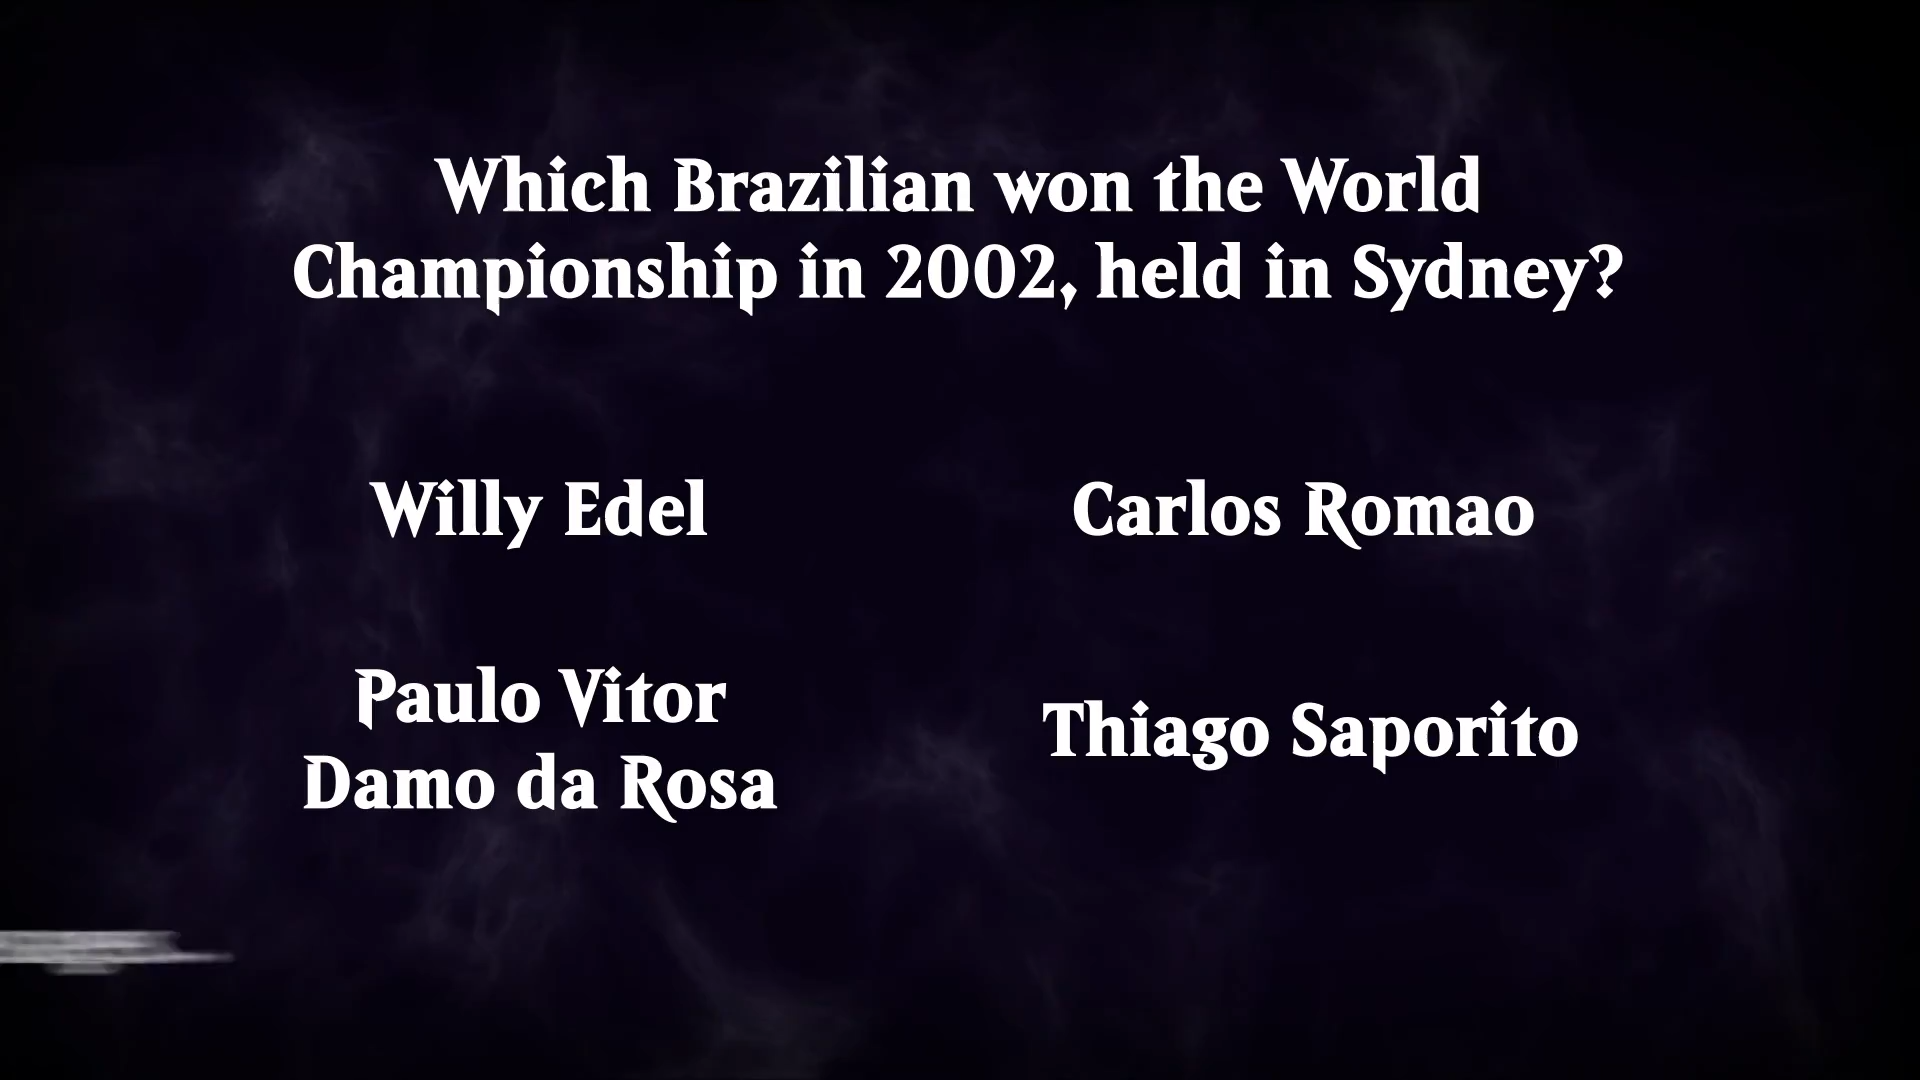 Which Brazilian won the World
Championship in 2002, held in Sydney?
Willy Edel
Carlos Romao
Paulo Vitor
Damo da Rosa
Thiago Saporito